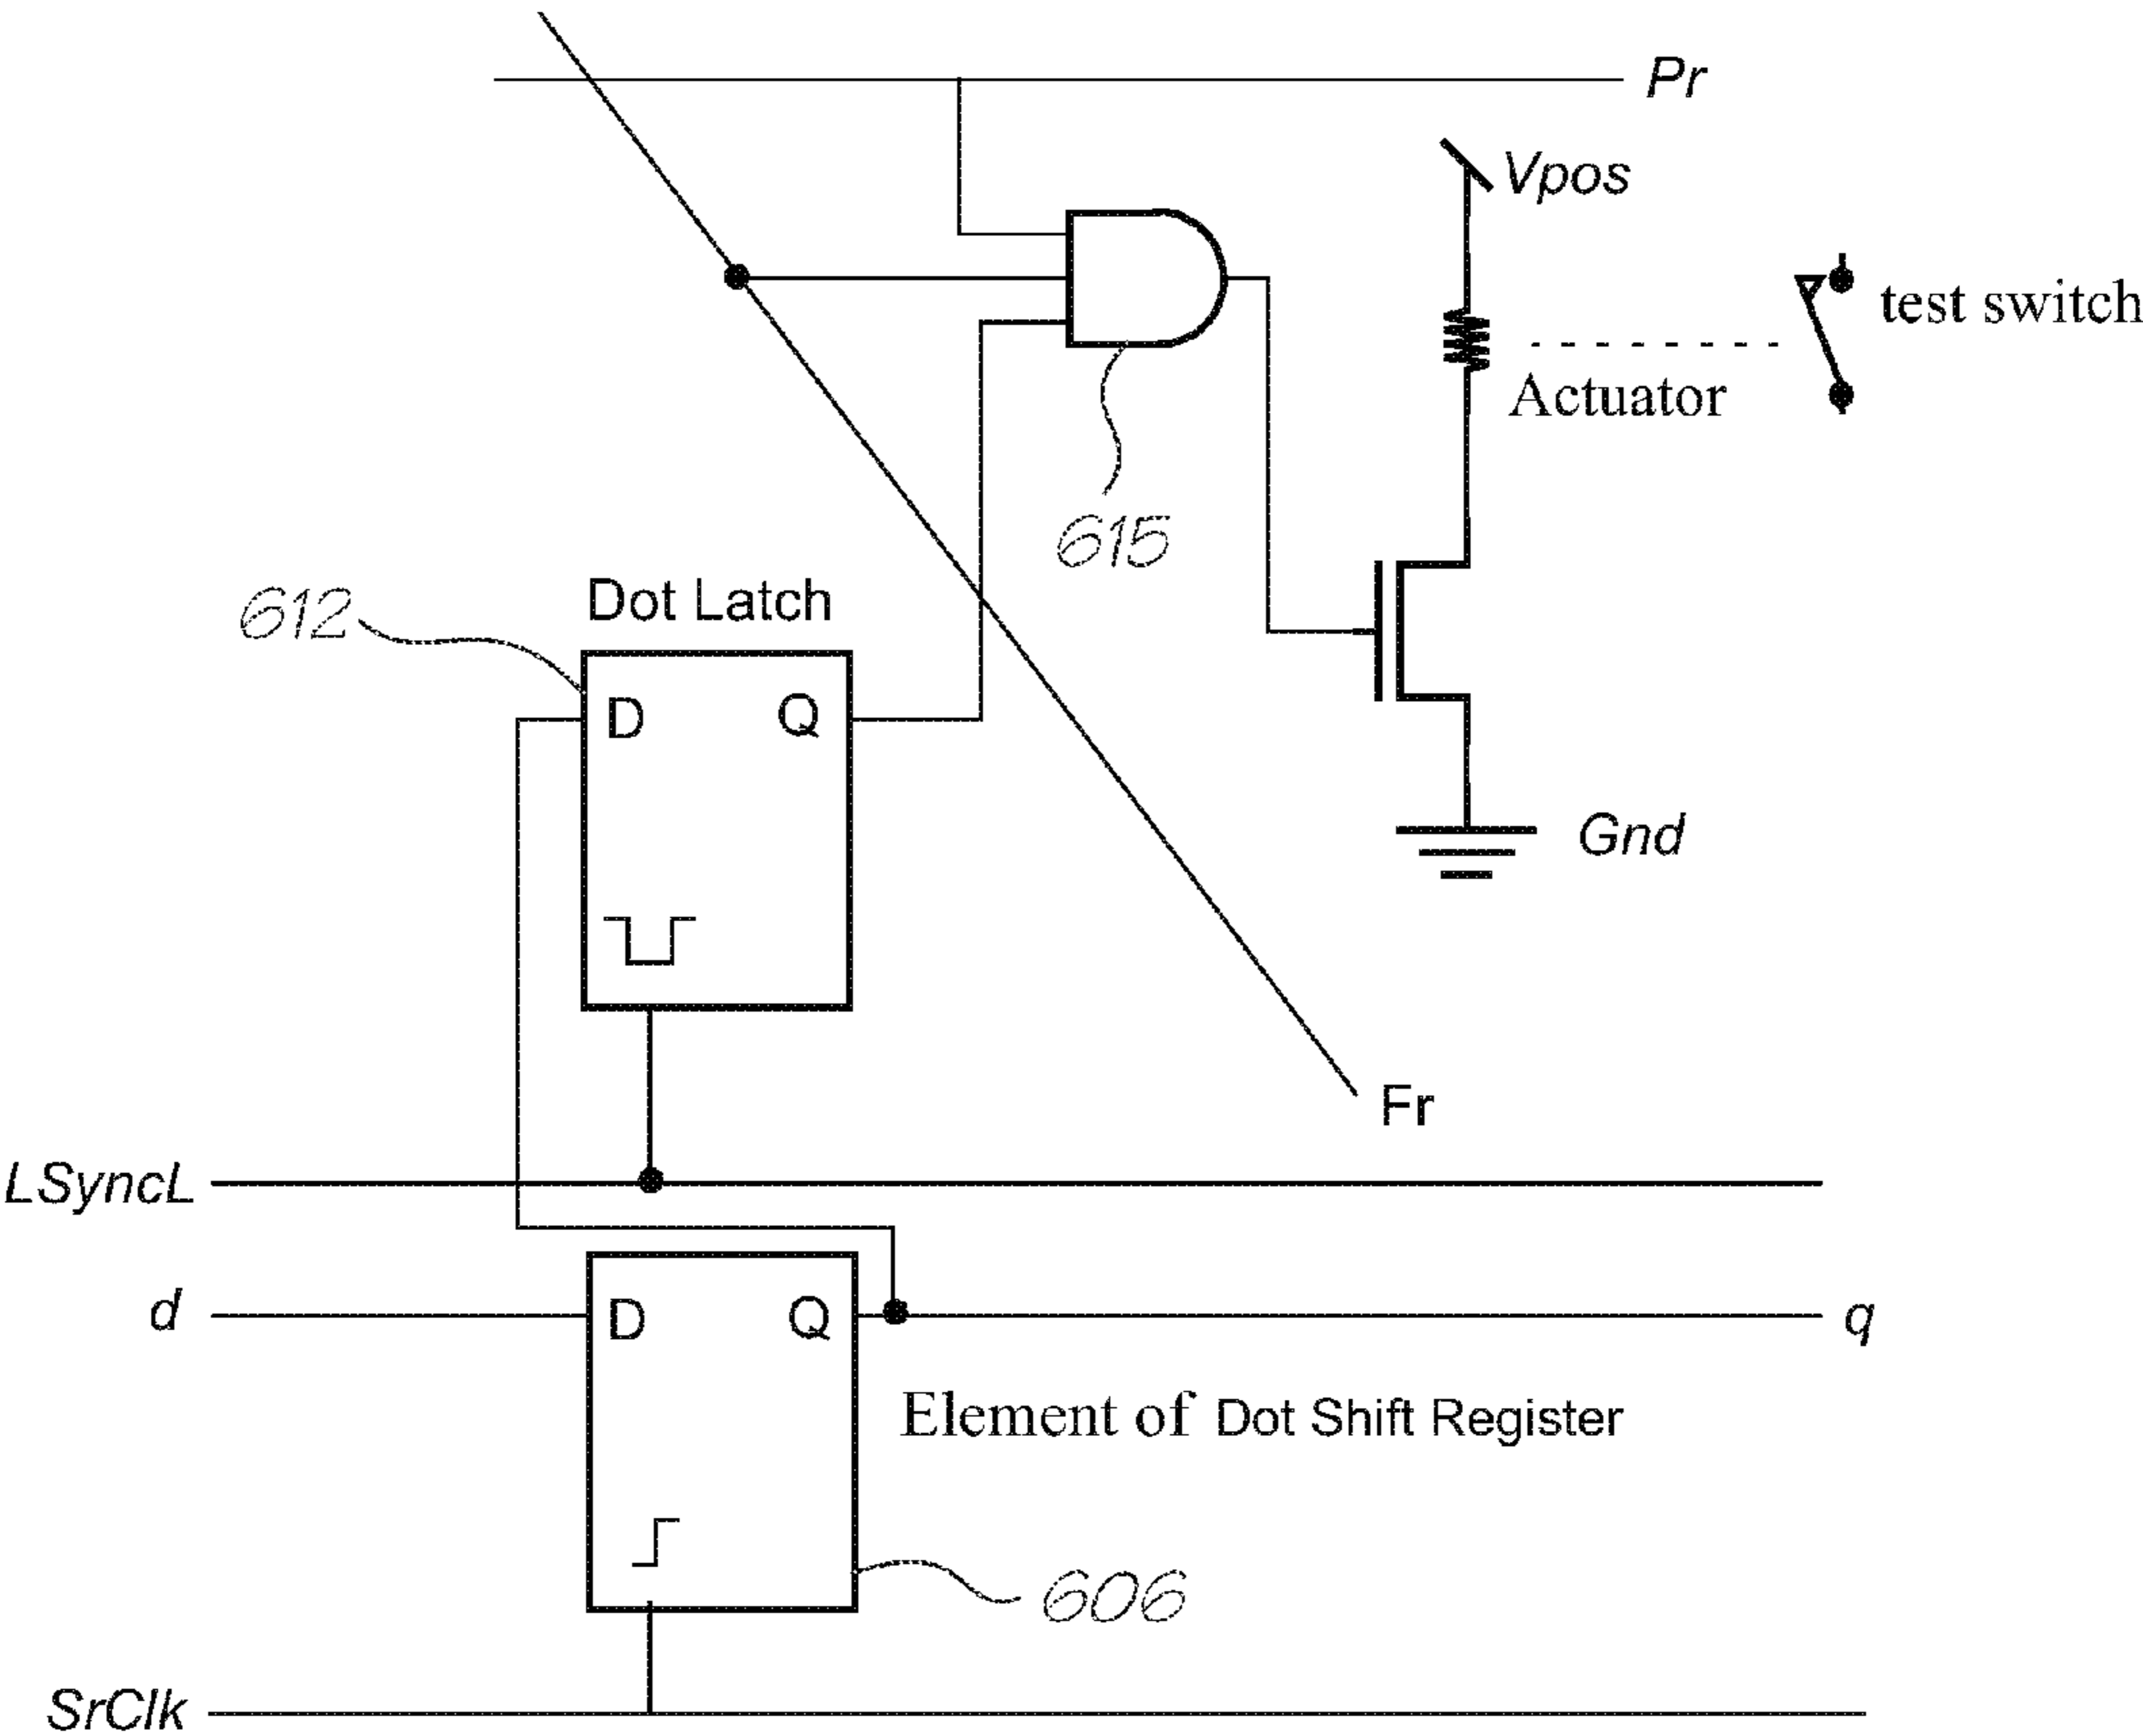 Pr
Vpos
test switch
Actuator
615
612
Dot Latch
D Q
Gnd
Fr
LSyncL
d
D Q
q
Element of Dot Shift Register
606
SrClk